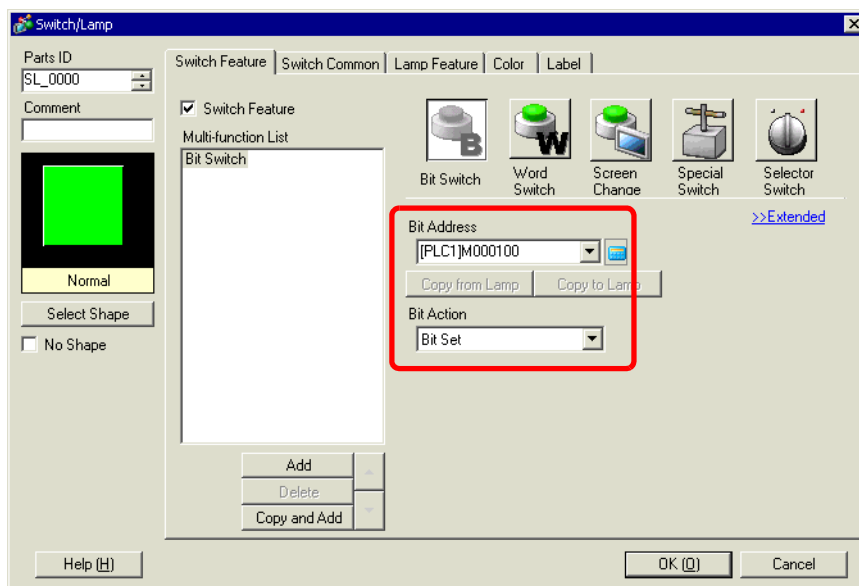 Switch/Lamp
Parts ID
SL_0000
Comment
Normal
Select Shape
No Shape
Switch Feature
Switch Common
Lamp Feature
Color
Label
Switch Feature
Multi-function List
Bit Switch
Add
Delete
Copy and Add
B
W
Bit Switch
Word
Switch
Screen
Change
Special
Switch
Selector
Switch
>>Extended
Bit Address
[PLC1]M000100
Copy from Lamp
Copy to Lamp
Bit Action
Bit Set
Help (H)
OK (O)
Cancel